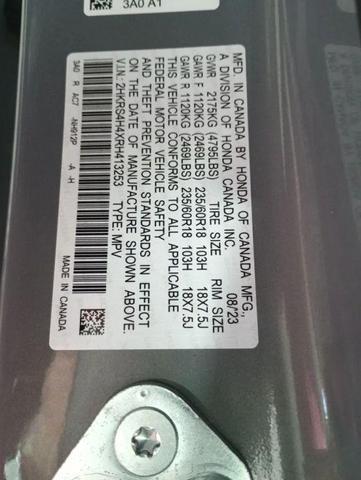 3A0 A1
MFD. IN CANADA BY HONDA OF CANADA MFG.,
A DIVISION OF HONDA CANADA INC. 08/23
GVWR 2175KG (4795LBS) TIRE SIZE RIM SIZE
GAWR F 1120KG (2469LBS) 235/60R18 103H 18X7.5J
GAWR R 1120KG (2469LBS) 235/60R18 103H 18X7.5J
THIS VEHICLE CONFORMS TO ALL APPLICABLE
FEDERAL MOTOR VEHICLE SAFETY
AND THEFT PREVENTION STANDARDS IN EFFECT
ON THE DATE OF MANUFACTURE SHOWN ABOVE.
V.I.N.: 2HKRS4H4XRH413253 TYPE: MPV
3A0 R AC7 -NH912P -A -H MADE IN CANADA